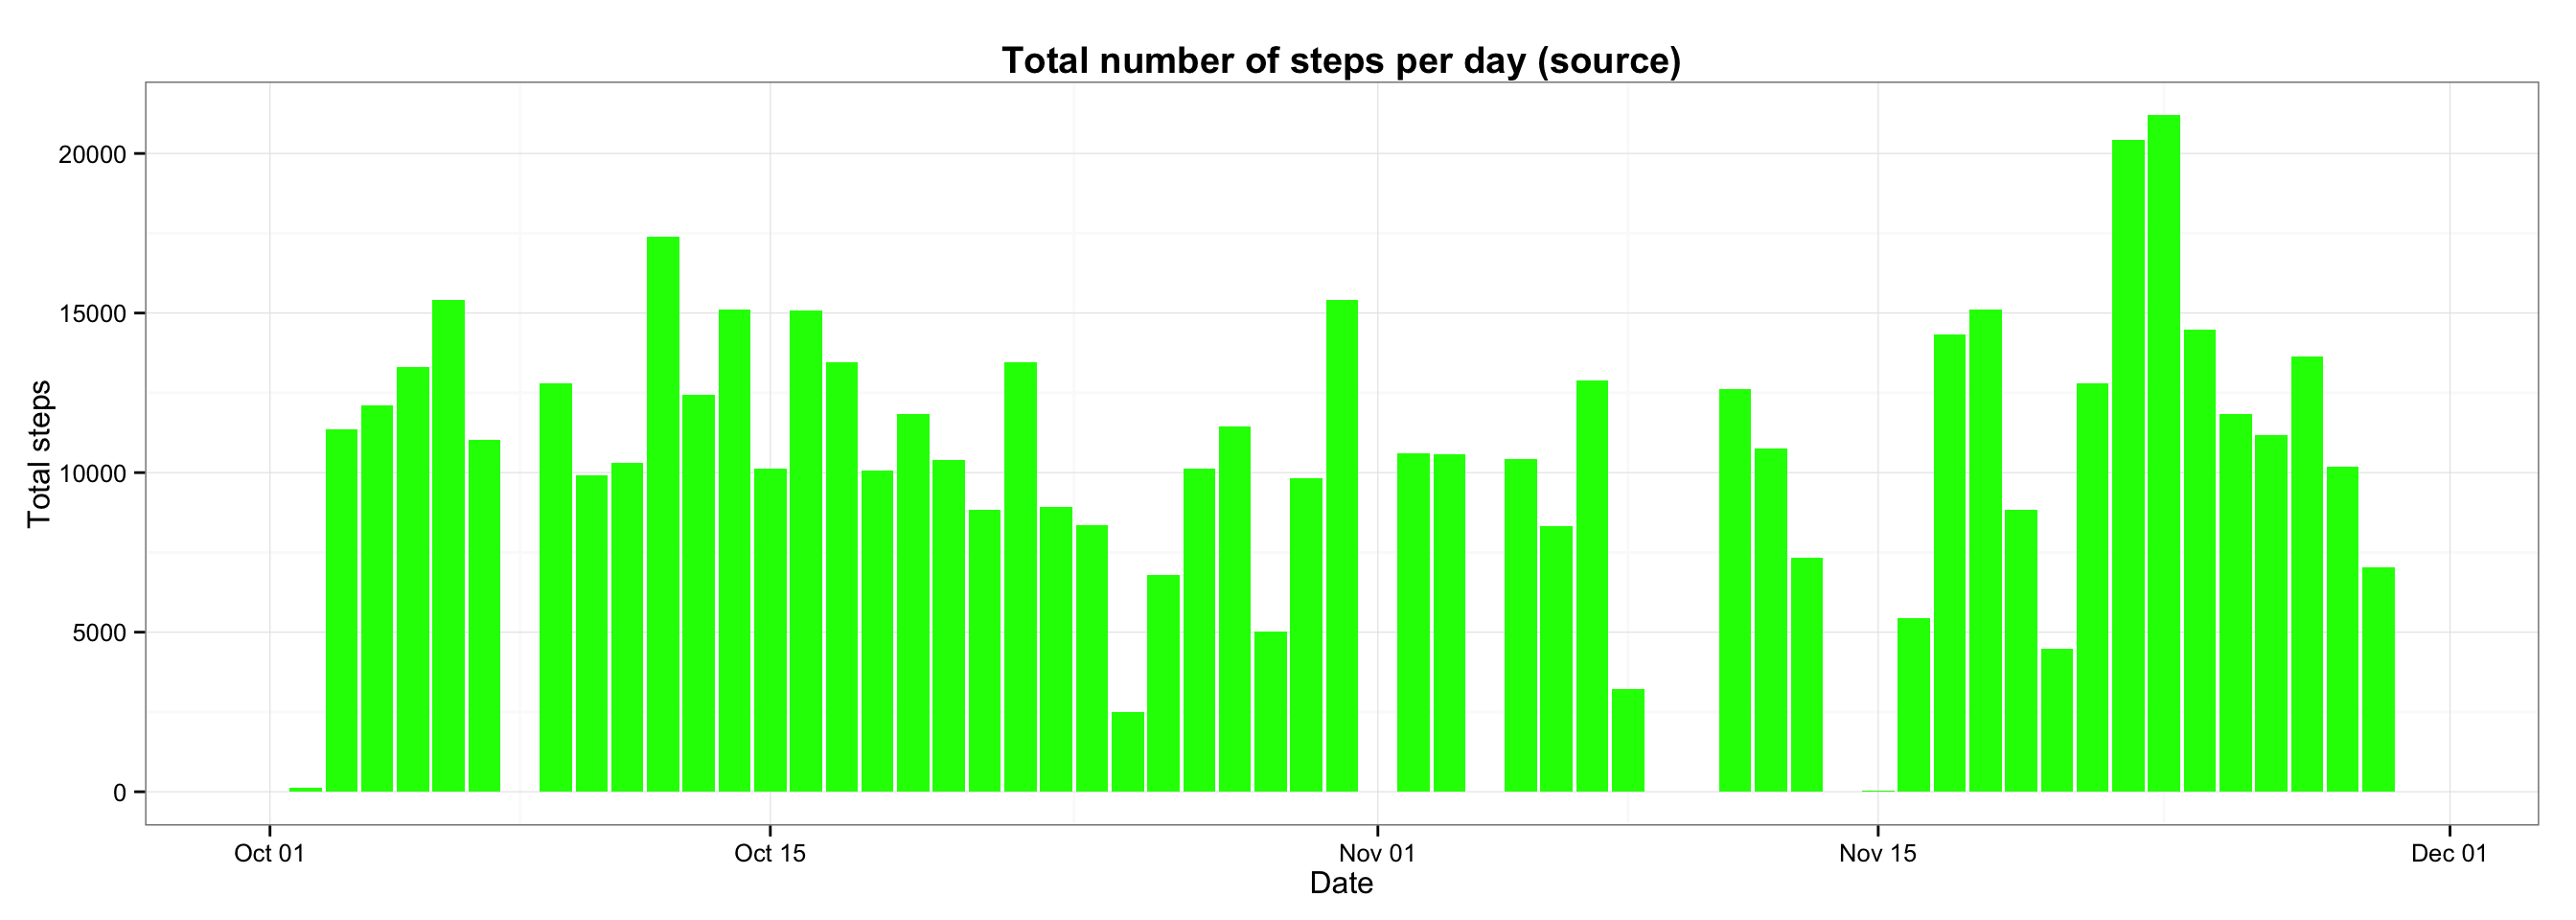 Total number of steps per day (source)
Total steps
20000
15000
10000
5000
0
Oct 01
Oct 15
Nov 01
Nov 15
Dec 01
Date